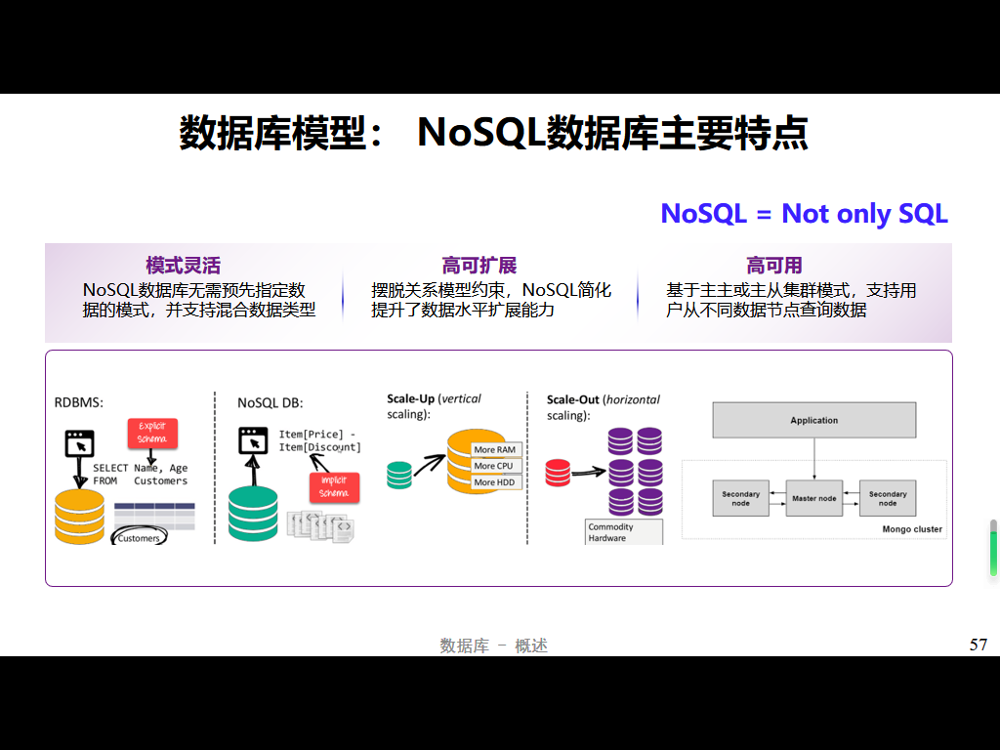 数据库模型： NoSQL数据库主要特点
NoSQL = Not only SQL
模式灵活
NoSQL数据库无需预先指定数
据的模式，并支持混合数据类型
高可扩展
摆脱关系模型约束，NoSQL简化
提升了数据水平扩展能力
高可用
基于主主或主从集群模式，支持用
户从不同数据节点查询数据
RDBMS:
Explicit
Schema
SELECT Name, Age
FROM Customers
Customers
NoSQL DB:
Item[Price] -
Item[Discount]
Implicit
Schema
Scale-Up (vertical
scaling):
More RAM
More CPU
More HDD
Scale-Out (horizontal
scaling):
Commodity
Hardware
Application
Secondary
node
Master node
Secondary
node
Mongo cluster
数据库 – 概述
57